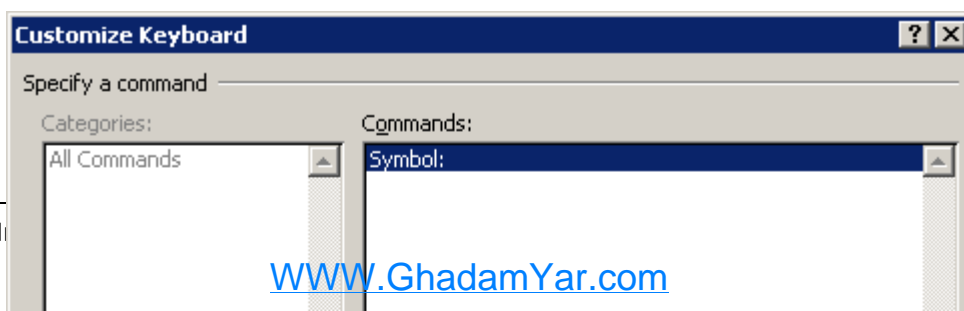 Customize Keyboard
Specify a command
Categories: Commands:
All Commands Symbol:
WWW.GhadamYar.com